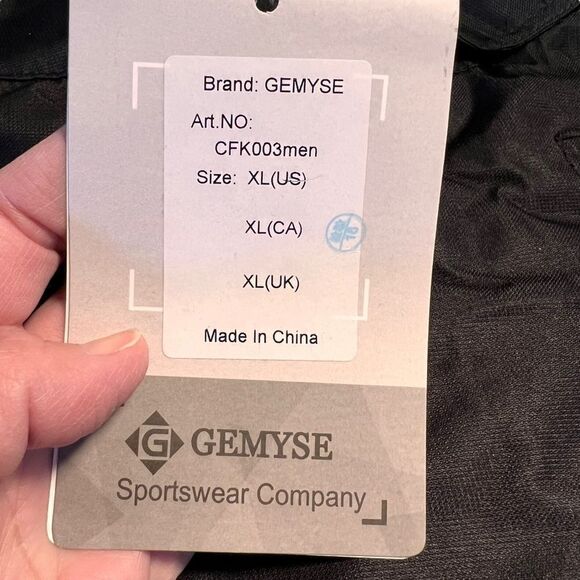 Brand: GEMYSE
Art.NO:
CFK003men
Size: XL(US)
XL(CA)
XL(UK)
Made In China
G GEMYSE
Sportswear Company